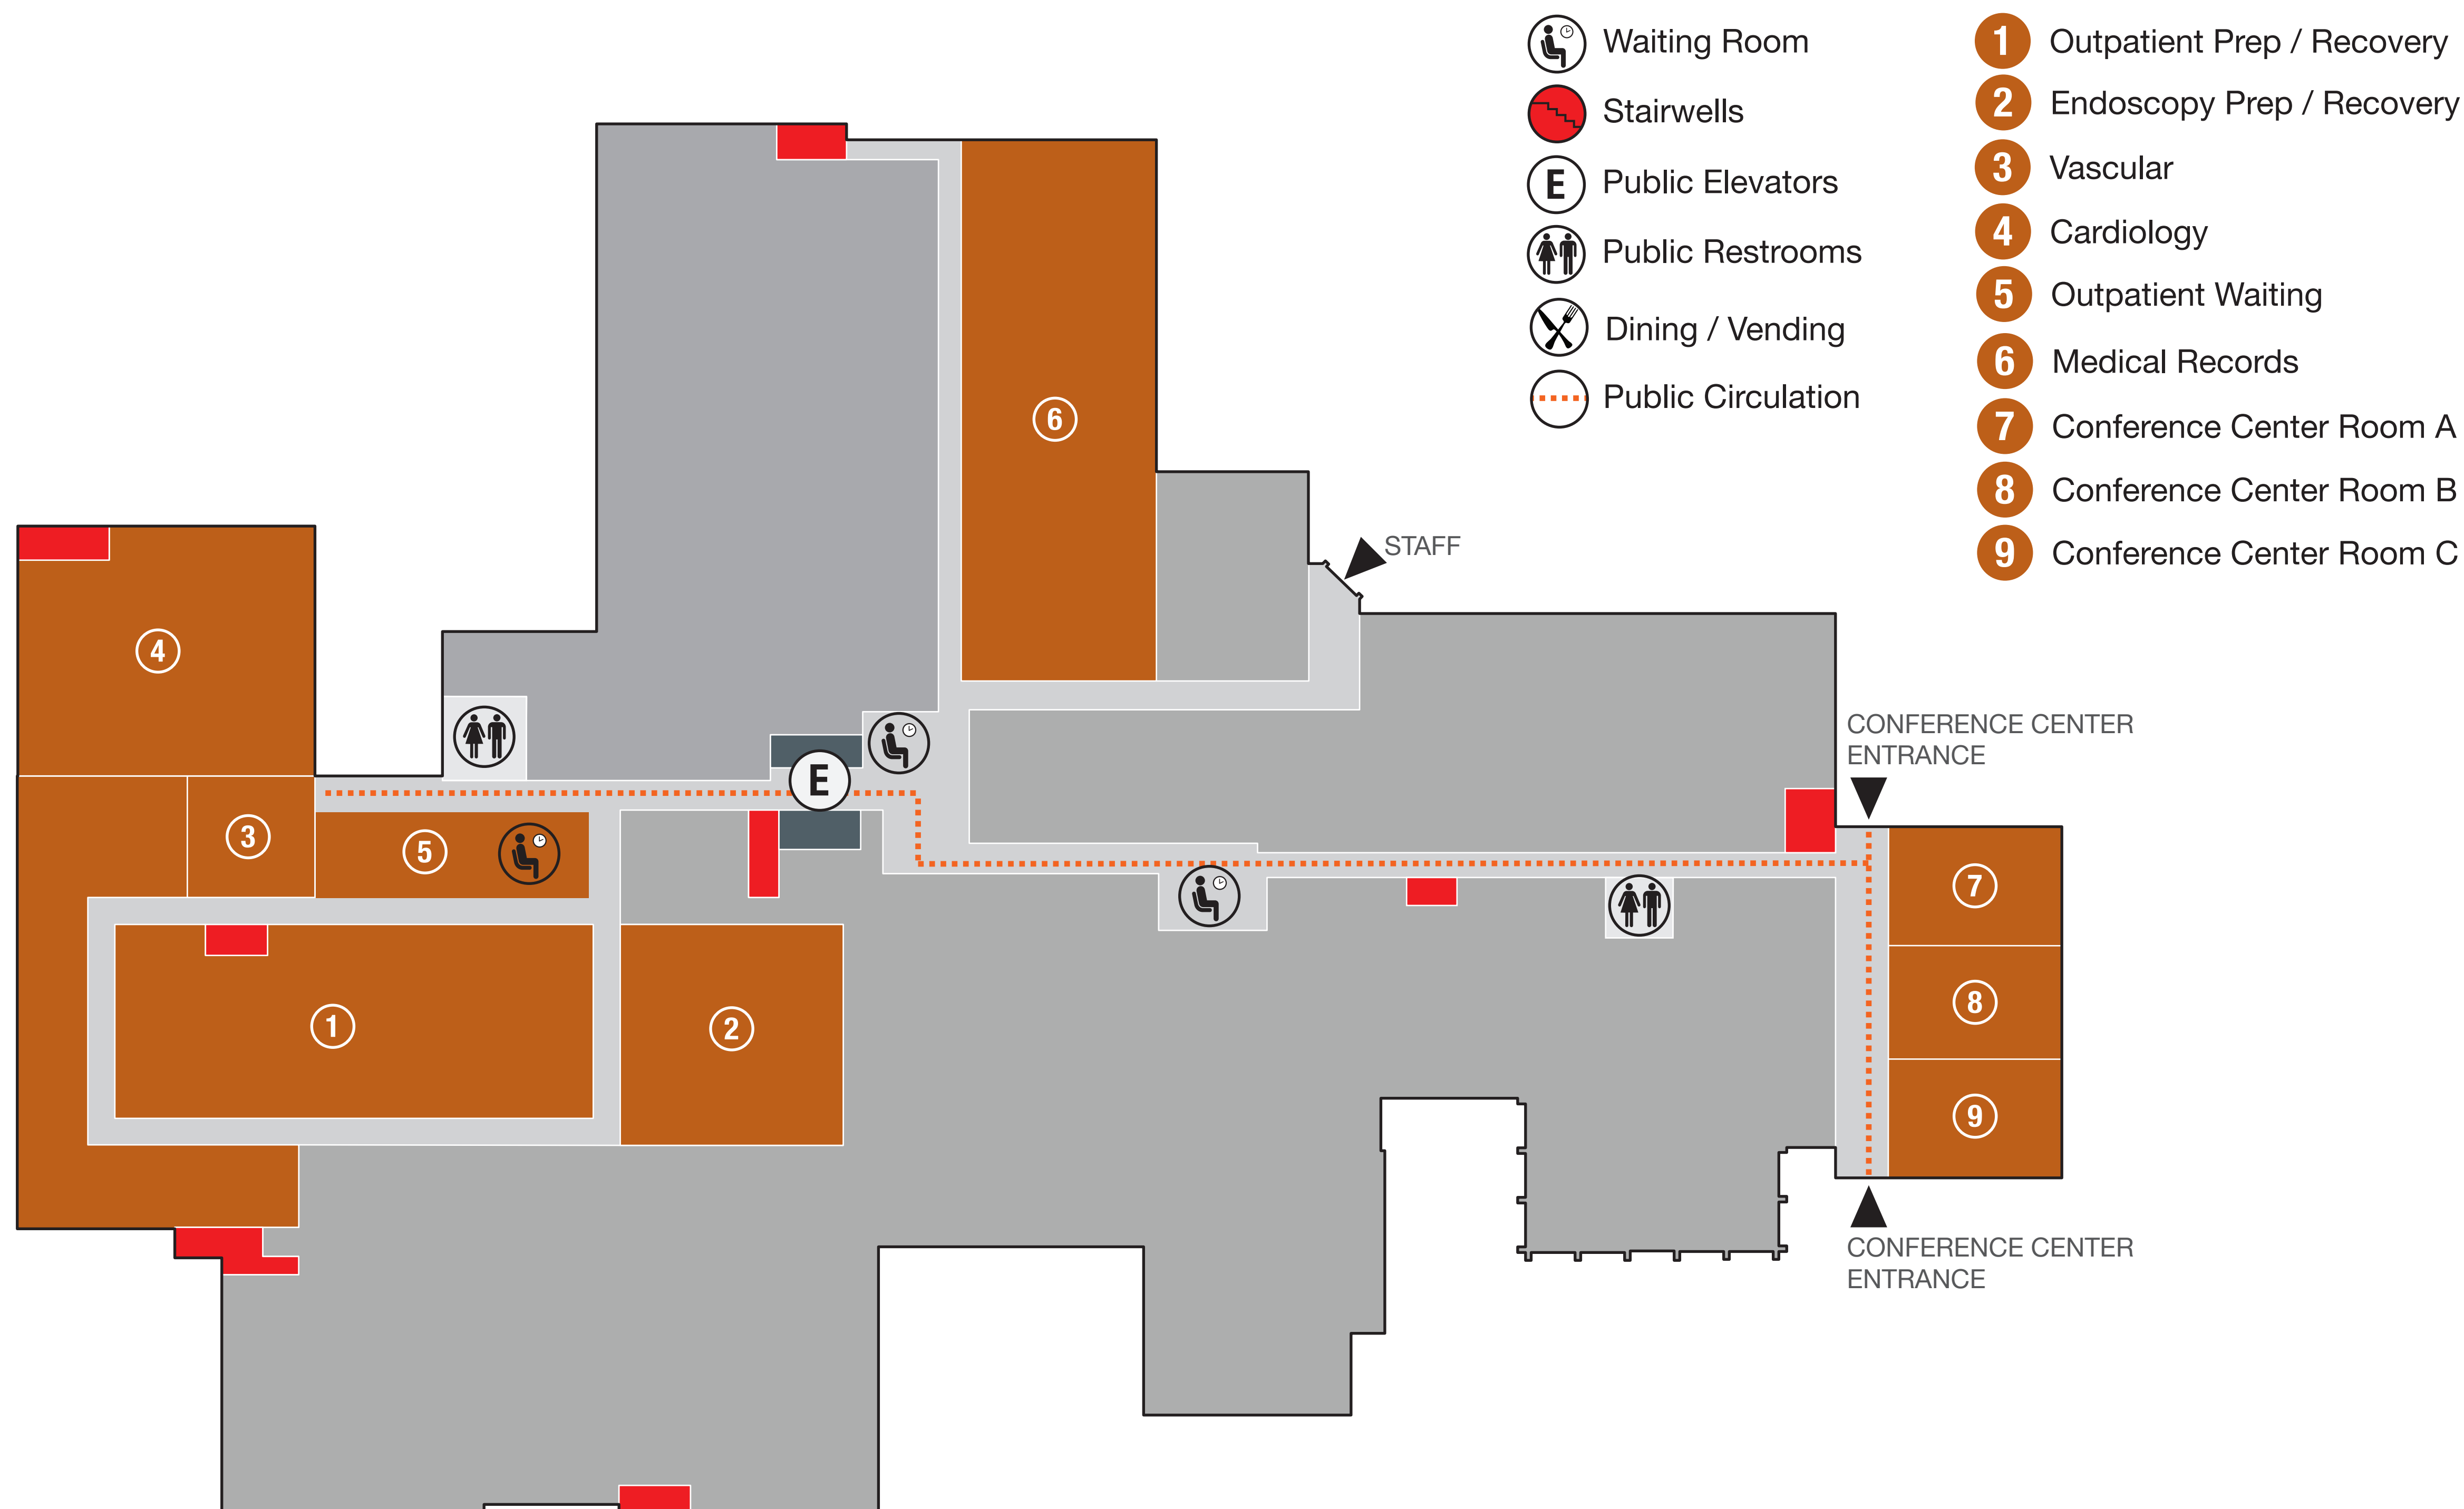 Waiting Room
Stairwells
E Public Elevators
Public Restrooms
Dining / Vending
Public Circulation
1 Outpatient Prep / Recovery
2 Endoscopy Prep / Recovery
3 Vascular
4 Cardiology
5 Outpatient Waiting
6 Medical Records
7 Conference Center Room A
8 Conference Center Room B
9 Conference Center Room C
6
STAFF
4
CONFERENCE CENTER
ENTRANCE
E
3
5
7
8
1
2
9
CONFERENCE CENTER
ENTRANCE